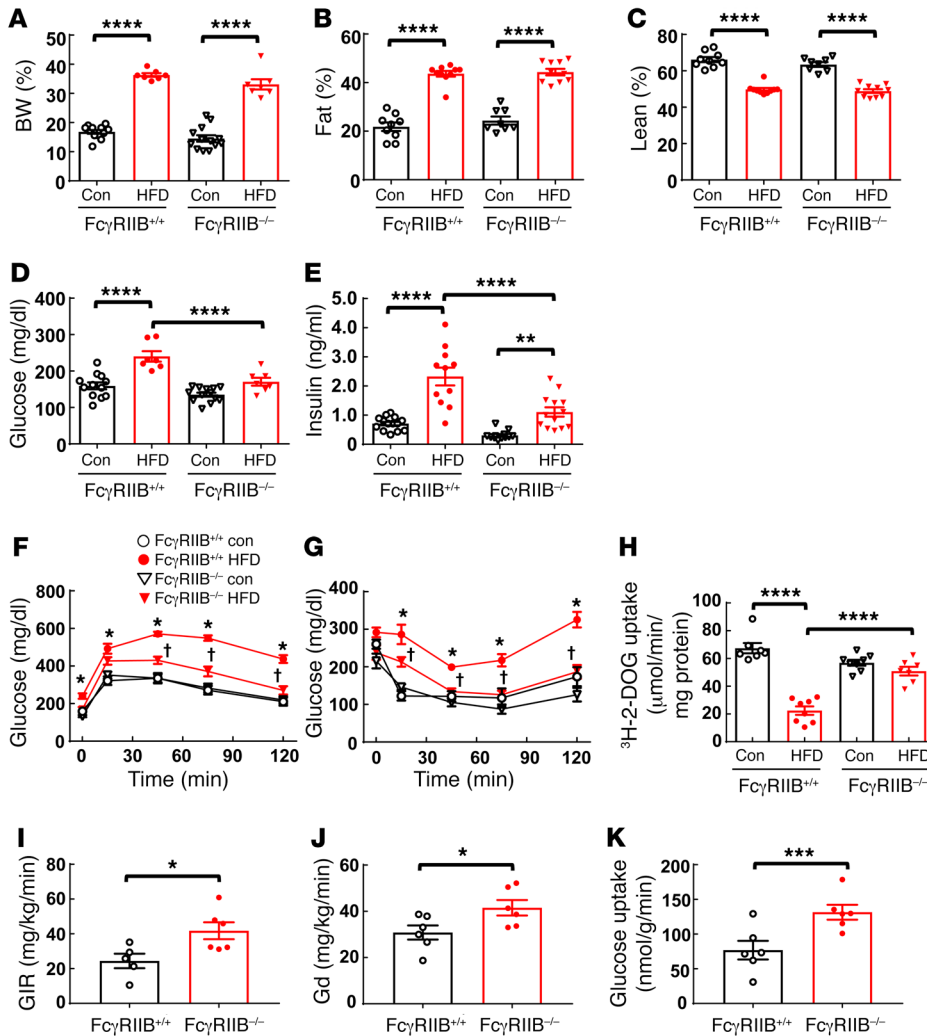 A
****
****
BW (%)
50
40
30
20
10
0
Con
HFD
Con
HFD
FcγRIIB+/+
FcγRIIB−/−
B
****
****
Fat (%)
60
40
20
0
Con
HFD
Con
HFD
FcγRIIB+/+
FcγRIIB−/−
C
****
****
Lean (%)
100
80
60
40
20
0
Con
HFD
Con
HFD
FcγRIIB+/+
FcγRIIB−/−
D
****
****
Glucose (mg/dl)
400
300
200
100
0
Con
HFD
Con
HFD
FcγRIIB+/+
FcγRIIB−/−
E
****
****
**
Insulin (ng/ml)
5.0
4.0
3.0
2.0
1.0
0.0
Con
HFD
Con
HFD
FcγRIIB+/+
FcγRIIB−/−
F
FcγRIIB+/+ con
FcγRIIB+/+ HFD
FcγRIIB−/− con
FcγRIIB−/− HFD
Glucose (mg/dl)
800
600
400
200
0
* * * * *
† † †
0 30 60 90 120
Time (min)
G
Glucose (mg/dl)
400
300
200
100
0
* * * *
† † † †
0 30 60 90 120
Time (min)
H
****
****
³H-2-DOG uptake
(μmol/min/
mg protein)
100
80
60
40
20
0
Con
HFD
Con
HFD
FcγRIIB+/+
FcγRIIB−/−
I
*
GIR (mg/kg/min)
80
60
40
20
0
FcγRIIB+/+
FcγRIIB−/−
J
*
Gd (mg/kg/min)
60
40
20
0
FcγRIIB+/+
FcγRIIB−/−
K
***
Glucose uptake
(nmol/g/min)
200
150
100
50
0
FcγRIIB+/+
FcγRIIB−/−